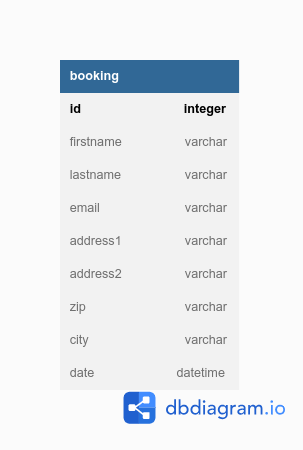 booking
id integer
firstname varchar
lastname varchar
email varchar
address1 varchar
address2 varchar
zip varchar
city varchar
date datetime
dbdiagram.io